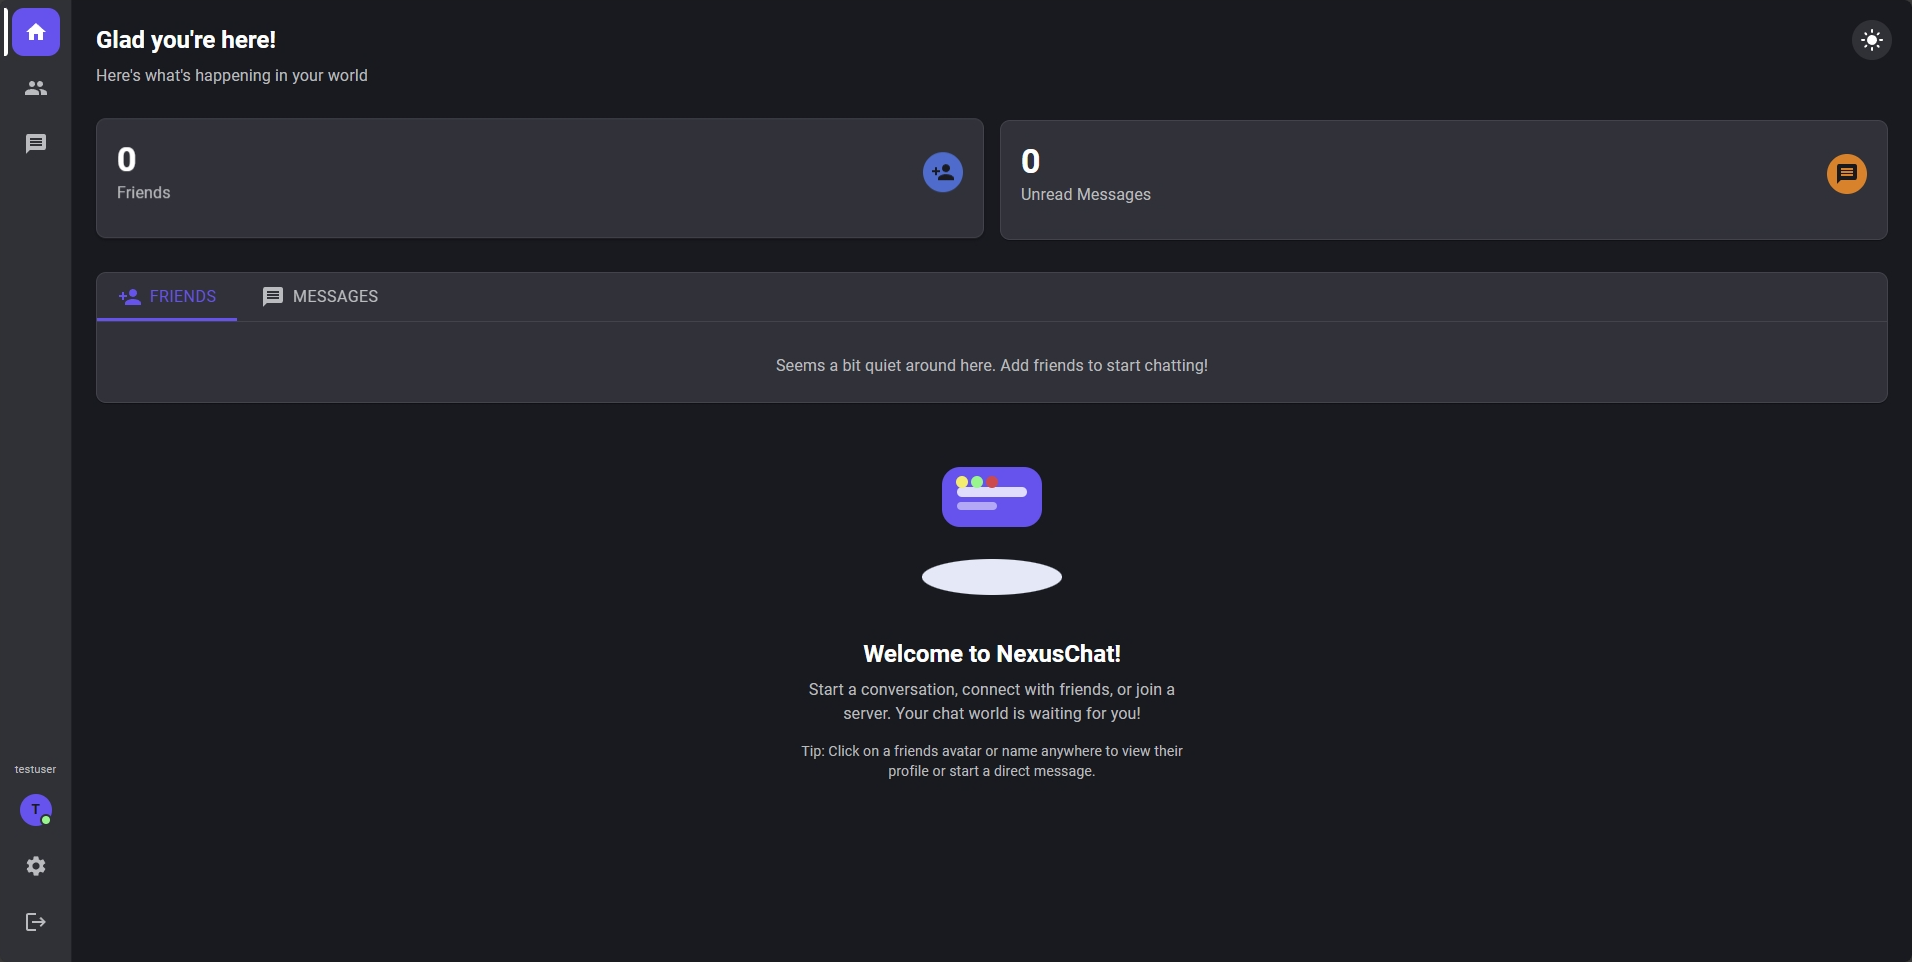 Glad you're here!
Here's what's happening in your world
0
Friends
0
Unread Messages
FRIENDS
MESSAGES
Seems a bit quiet around here. Add friends to start chatting!
Welcome to NexusChat!
Start a conversation, connect with friends, or join a
server. Your chat world is waiting for you!
Tip: Click on a friends avatar or name anywhere to view their
profile or start a direct message.
testuser
T